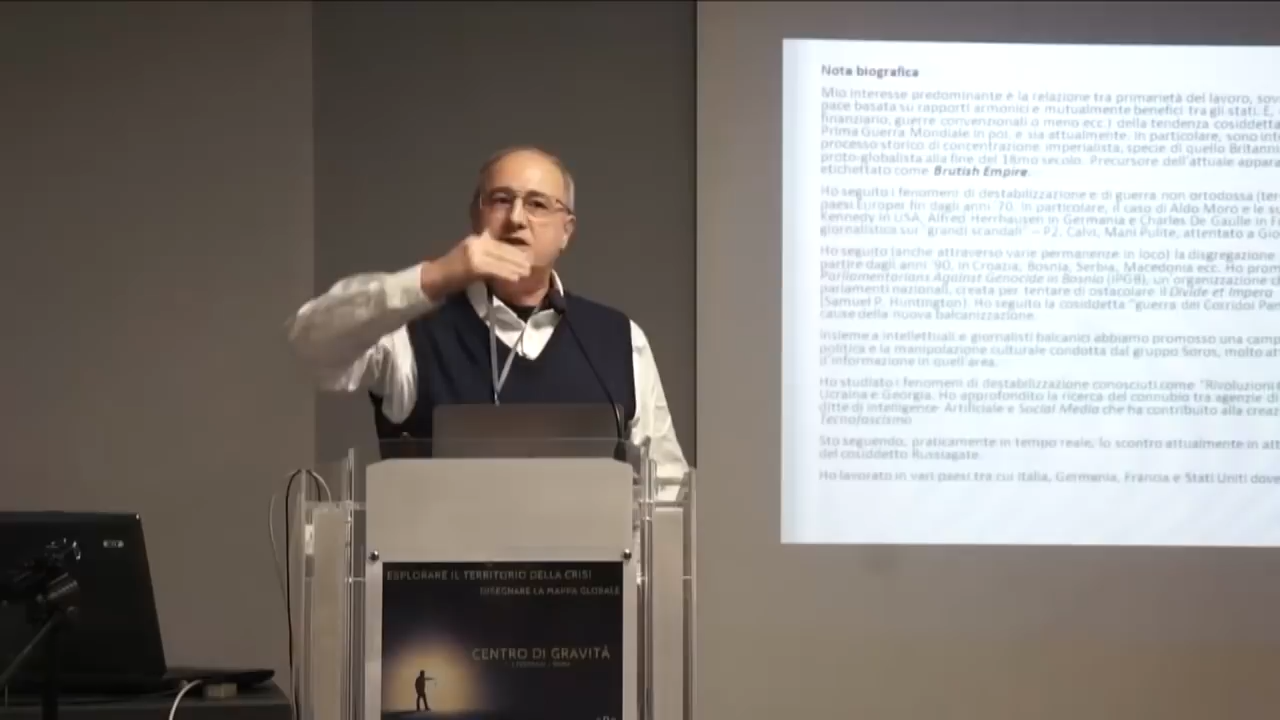 Nota biografica
Mio interesse predominante è la relazione tra primarietà del lavoro, sov
pace basata su rapporti armonici e mutualmente benefici tra gli stati. E,
finanziario, guerre convenzionali o meno ecc.) della tendenza cosiddetta
Prima Guerra Mondiale in poi, e sia attualmente. In particolare, sono int
processo storico di concentrazione imperialista, specie di quello Britanni
proto-globalista alla fine del 18mo secolo. Precursore dell'attuale appara
etichettato come Brutish Empire.
Ho seguito i fenomeni di destabilizzazione e di guerra non ortodossa (ter
paesi Europei fin dagli anni '70. In particolare, il caso di Aldo Moro e le su
Kennedy in USA, Alfred Herrhausen in Germania e Charles De Gaulle in F
giornalistica sui "grandi scandali" – P2, Calvi, Mani Pulite, attentato a Gio
Ho seguito (anche attraverso varie permanenze in loco) la disgregazione
partire dagli anni '90, in Croazia, Bosnia, Serbia, Macedonia ecc. Ho prom
Parliamentarians Against Genocide in Bosnia (IPGB), un organizzazione c
parlamenti nazionali, creata per tentare di ostacolare il Divide et Impera
(Samuel P. Huntington). Ho seguito la cosiddetta "guerra dei Corridoi Pan
cause della nuova balcanizzazione.
Insieme a intellettuali e giornalisti balcanici abbiamo promosso una camp
politica e la manipolazione culturale condotta dal gruppo Soros, molto att
d'informazione in quell'area.
Ho studiato i fenomeni di destabilizzazione conosciuti come "Rivoluzioni
Ucraina e Georgia. Ho approfondito la ricerca del connubio tra agenzie di
ditte di intelligence Artificiale e Social Media che ha contribuito alla creaz
Tecnofascismo
Sto seguendo, praticamente in tempo reale, lo scontro attualmente in att
del cosiddetto Russiagate.
Ho lavorato in vari paesi tra cui Italia, Germania, Francia e Stati Uniti dove
ESPLORARE IL TERRITORIO DELLA CRISI
DISEGNARE LA MAPPA GLOBALE
CENTRO DI GRAVITÀ